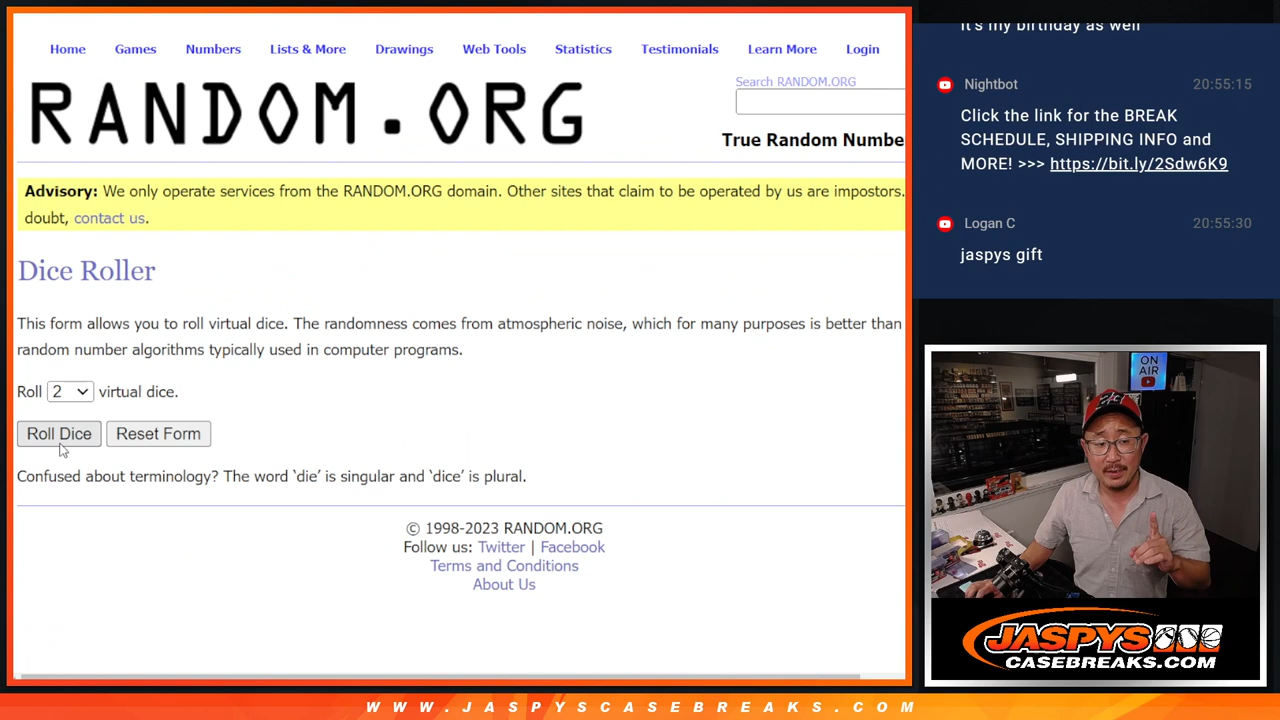 Home Games Numbers Lists & More Drawings Web Tools Statistics Testimonials Learn More Login
RANDOM.ORG
Search RANDOM.ORG
True Random Numbe
Advisory: We only operate services from the RANDOM.ORG domain. Other sites that claim to be operated by us are impostors.
doubt, contact us.
Dice Roller
This form allows you to roll virtual dice. The randomness comes from atmospheric noise, which for many purposes is better than
random number algorithms typically used in computer programs.
Roll 2 virtual dice.
Roll Dice Reset Form
Confused about terminology? The word ‘die’ is singular and ‘dice’ is plural.
© 1998-2023 RANDOM.ORG
Follow us: Twitter | Facebook
Terms and Conditions
About Us
it's my birthday as well
Nightbot 20:55:15
Click the link for the BREAK
SCHEDULE, SHIPPING INFO and
MORE! >>> https://bit.ly/2Sdw6K9
Logan C 20:55:30
jaspys gift
ON
AIR
JASPYS
CASEBREAKS.COM
WWW.JASPYSCASEBREAKS.COM